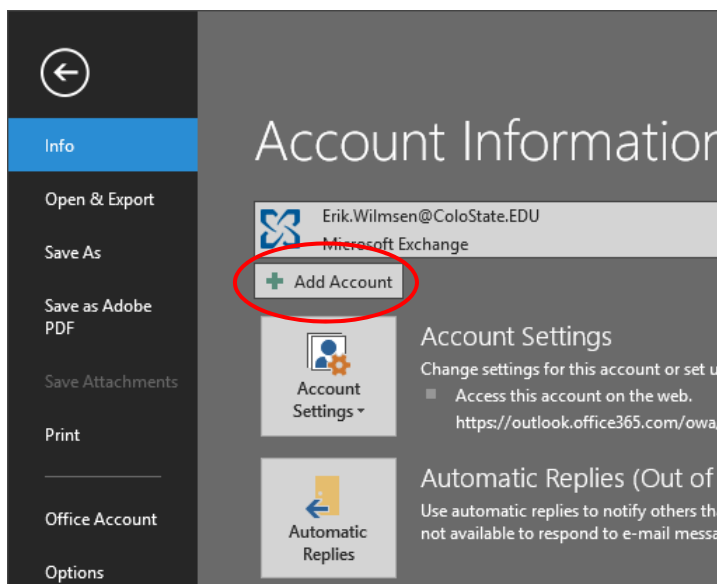 Info
Open & Export
Save As
Save as Adobe
PDF
Save Attachments
Print
Office Account
Options
Account Information
Erik.Wilmsen@ColoState.EDU
Microsoft Exchange
Add Account
Account
Settings
Account Settings
Change settings for this account or set u
Access this account on the web.
https://outlook.office365.com/owa/
Automatic
Replies
Automatic Replies (Out of
Use automatic replies to notify others tha
not available to respond to e-mail messa